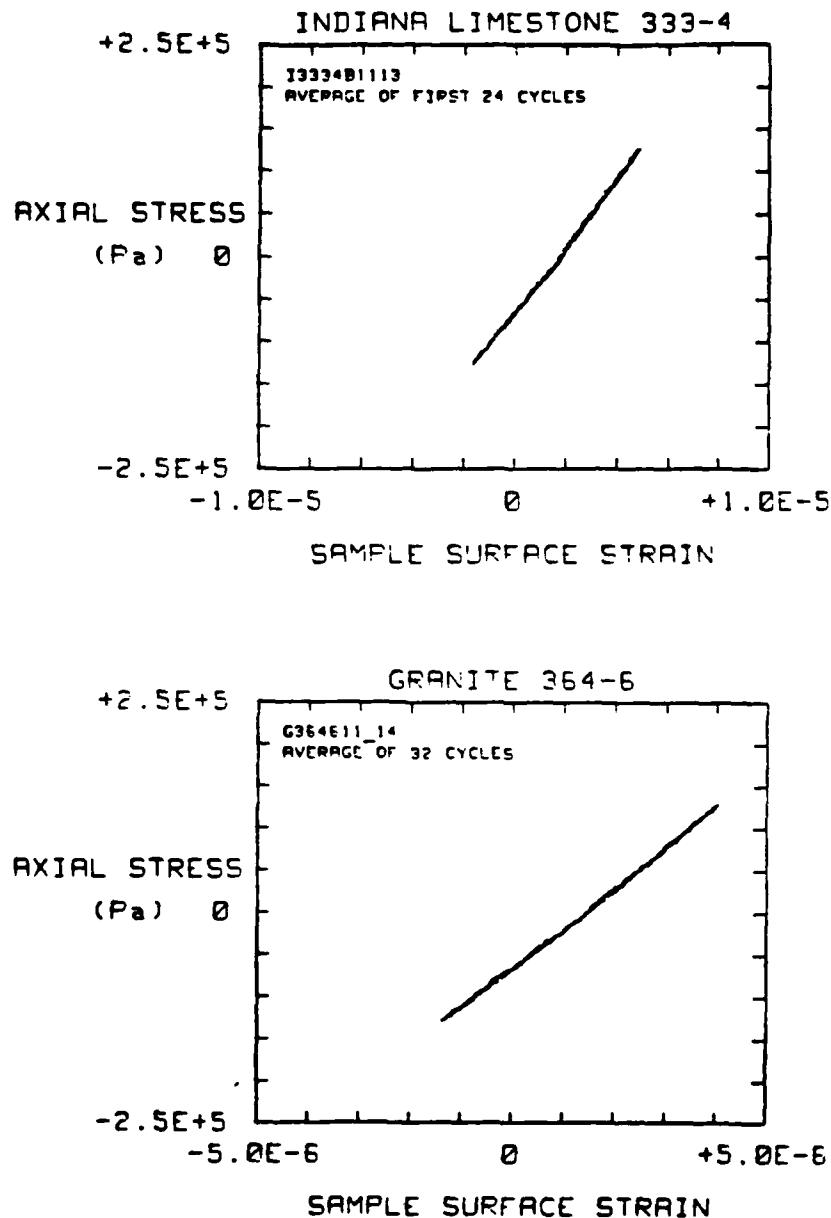 INDIANA LIMESTONE 333-4
+2.5E+5
I3334B1113
AVERAGE OF FIRST 24 CYCLES
AXIAL STRESS
(Pa) 0
-2.5E+5
-1.0E-5 0 +1.0E-5
SAMPLE SURFACE STRAIN
GRANITE 364-6
+2.5E+5
G364611_14
AVERAGE OF 32 CYCLES
AXIAL STRESS
(Pa) 0
-2.5E+5
-5.0E-6 0 +5.0E-6
SAMPLE SURFACE STRAIN